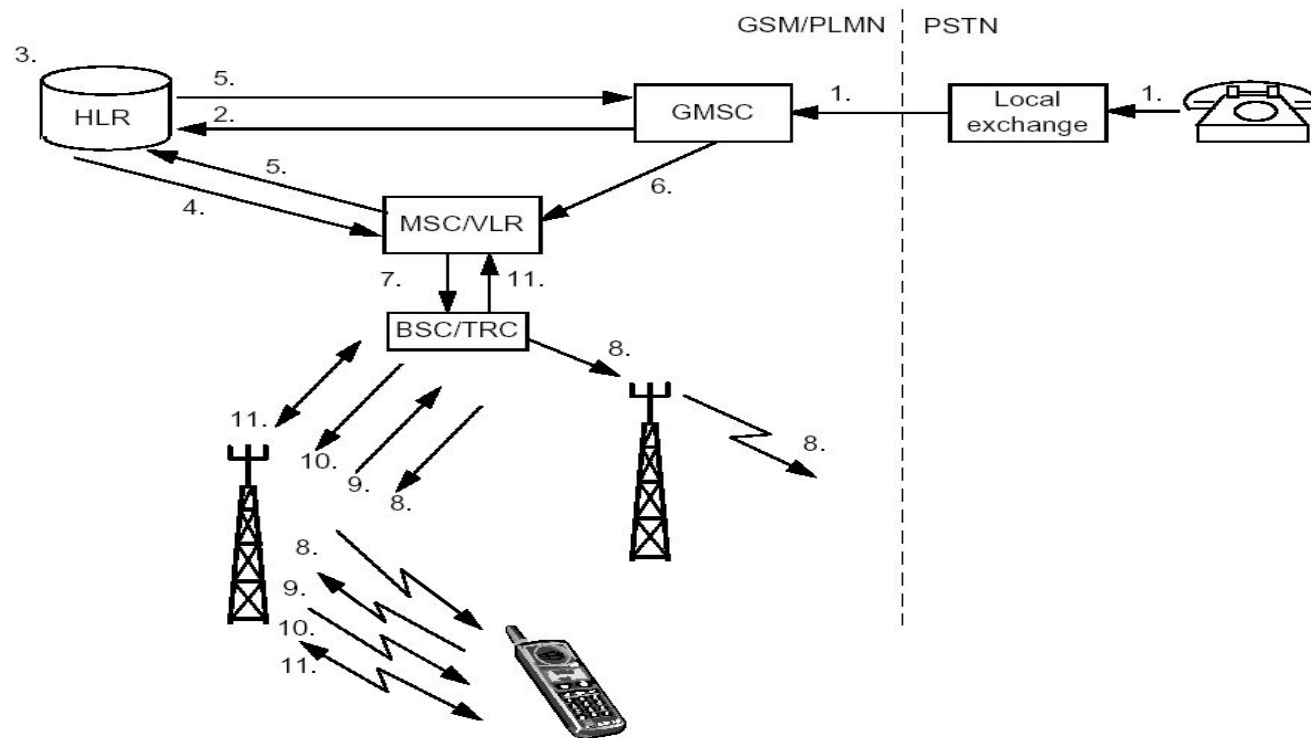 GSM/PLMN
PSTN
3.
HLR
5.
2.
GMSC
1.
Local
exchange
1.
5.
4.
6.
MSC/VLR
7.
11.
BSC/TRC
8.
11.
10.
9.
8.
8.
8.
9.
10.
11.